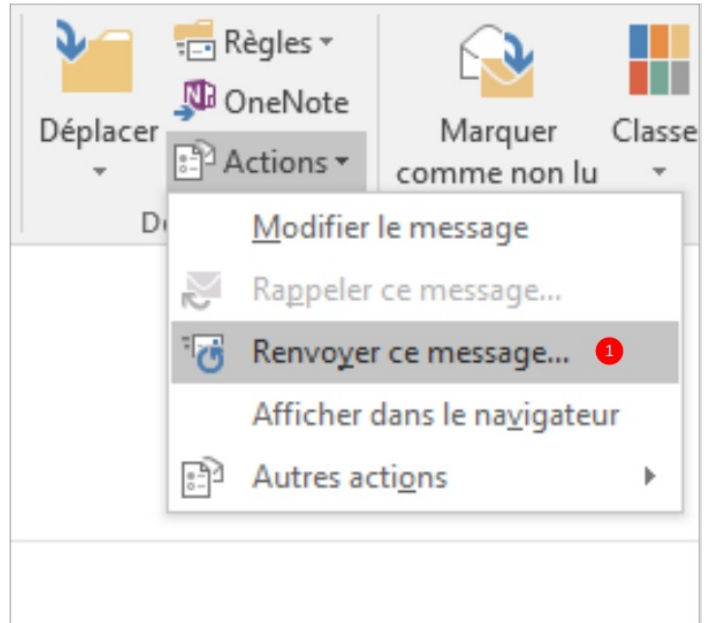 Règles
OneNote
Déplacer
Actions
Marquer
comme non lu
Classe
D
Modifier le message
Rappeler ce message...
Renvoyer ce message... 1
Afficher dans le navigateur
Autres actions